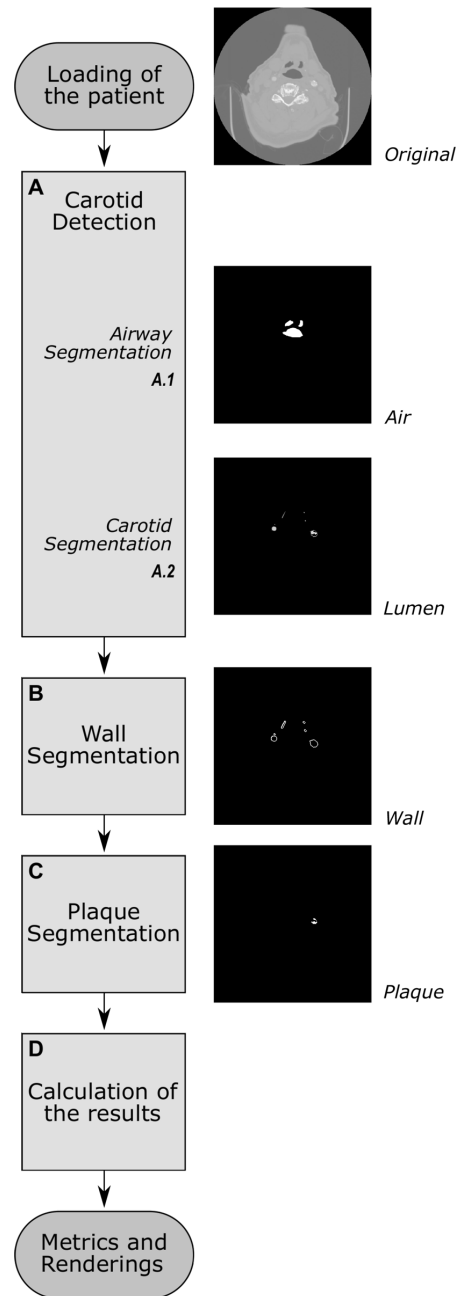 Loading of
the patient
Original
A
Carotid
Detection
Airway
Segmentation
A.1
Air
Carotid
Segmentation
A.2
Lumen
B
Wall
Segmentation
Wall
C
Plaque
Segmentation
Plaque
D
Calculation of
the results
Metrics and
Renderings